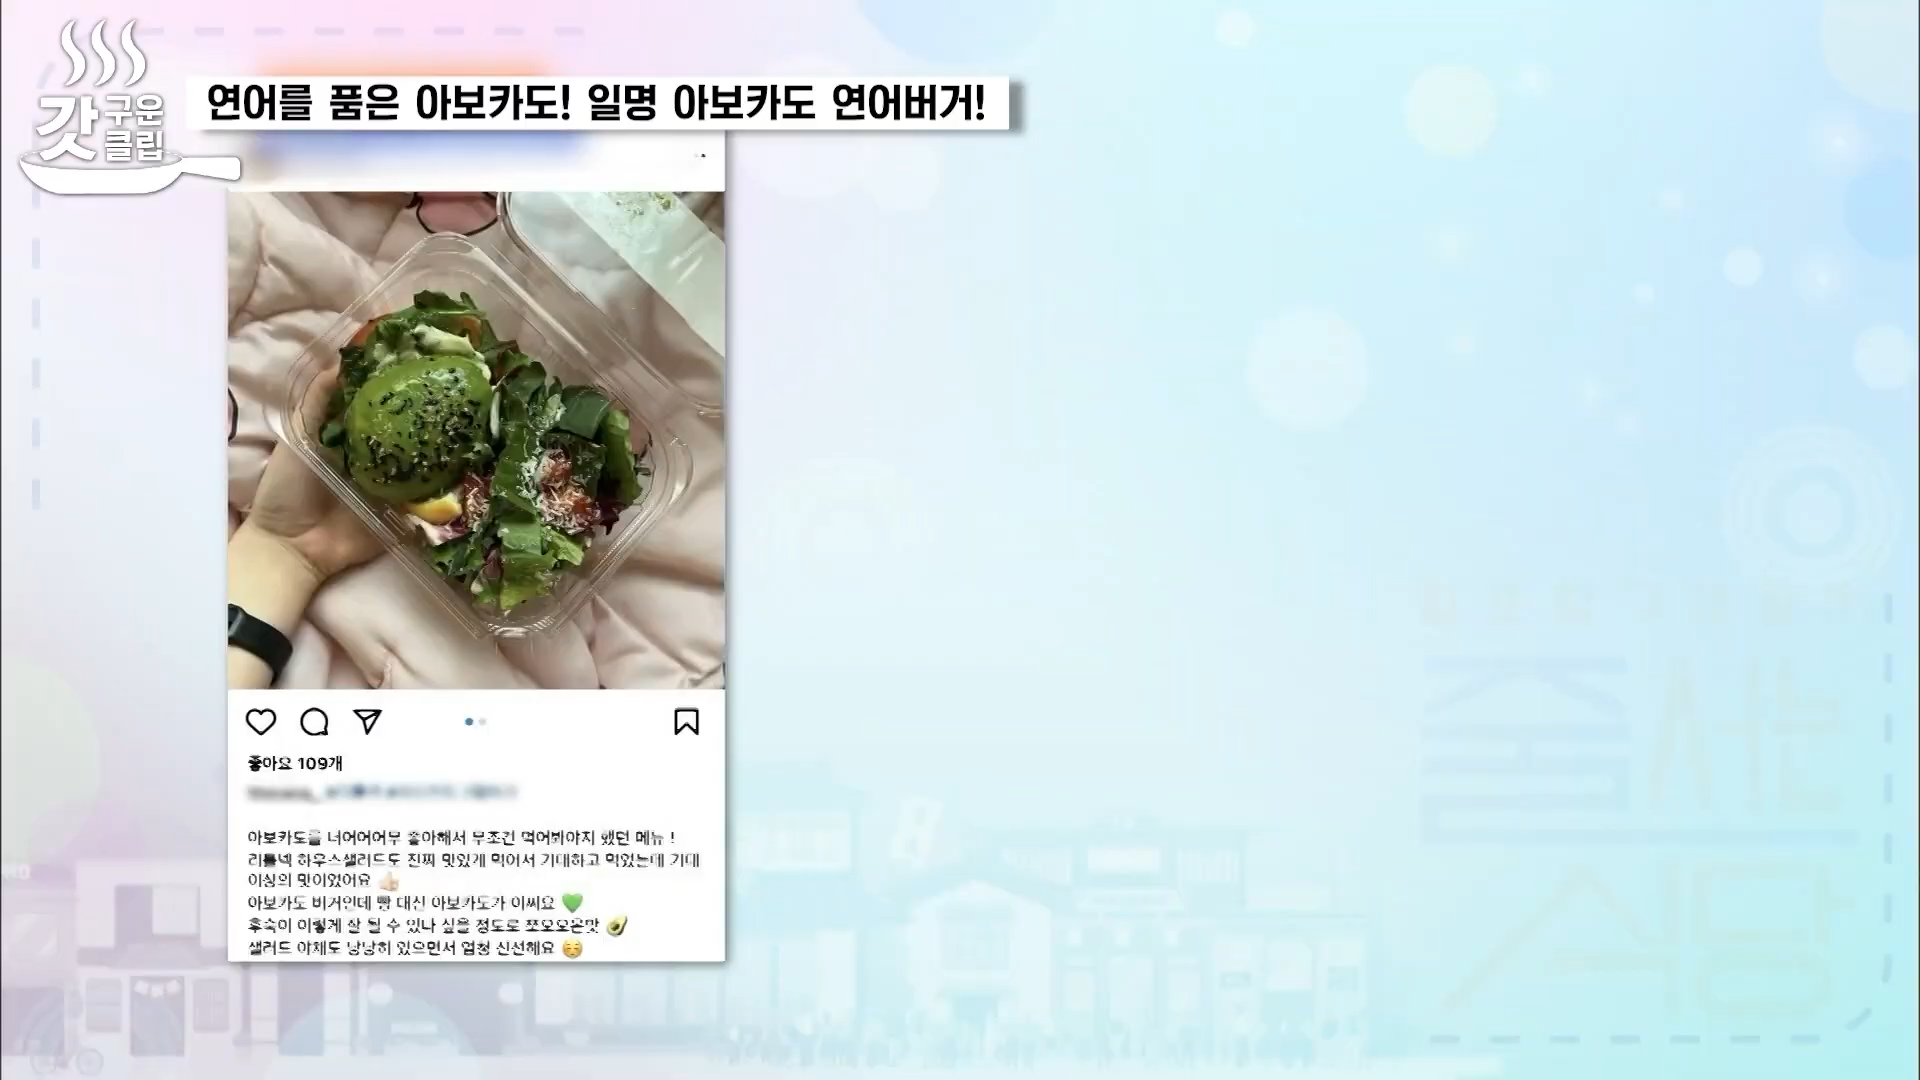 갓구운클립
연어를 품은 아보카도! 일명 아보카도 연어버거!
좋아요 109개
아보카도를 너어어어무 좋아해서 무조건 먹어봐야지 했던 메뉴 !
리틀넥 하우스샐러드도 진짜 맛있게 먹어서 기대하고 먹었는데 기대
이상의 맛이었어요 👍🏻
아보카도 버거인데 빵 대신 아보카도가 이써요 💚
후숙이 이렇게 잘 될 수 있나 싶을 정도로 쪼오오온맛 🥑
샐러드 야채도 낭낭히 있으면서 엄청 신선해요 😚
줄 서는
식당